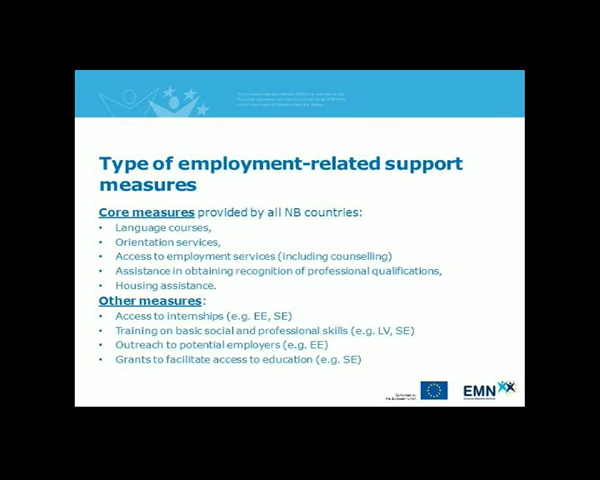 Type of employment-related support
measures
Core measures provided by all NB countries:
• Language courses,
• Orientation services,
• Access to employment services (including counselling)
• Assistance in obtaining recognition of professional qualifications,
• Housing assistance.
Other measures:
• Access to internships (e.g. EE, SE)
• Training on basic social and professional skills (e.g. LV, SE)
• Outreach to potential employers (e.g. EE)
• Grants to facilitate access to education (e.g. SE)
Co-funded by
the European Union
EMN